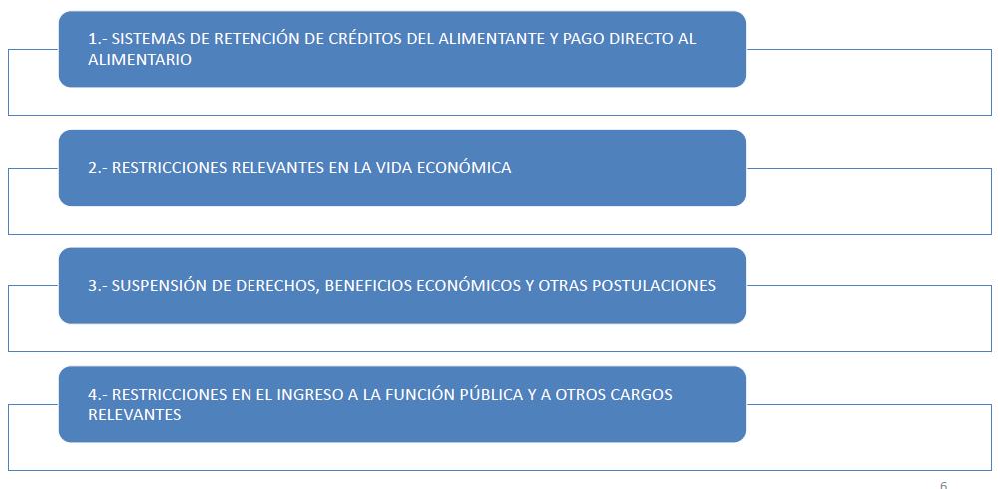 1.- SISTEMAS DE RETENCIÓN DE CRÉDITOS DEL ALIMENTANTE Y PAGO DIRECTO AL
ALIMENTARIO
2.- RESTRICCIONES RELEVANTES EN LA VIDA ECONÓMICA
3.- SUSPENSIÓN DE DERECHOS, BENEFICIOS ECONÓMICOS Y OTRAS POSTULACIONES
4.- RESTRICCIONES EN EL INGRESO A LA FUNCIÓN PÚBLICA Y A OTROS CARGOS
RELEVANTES
6